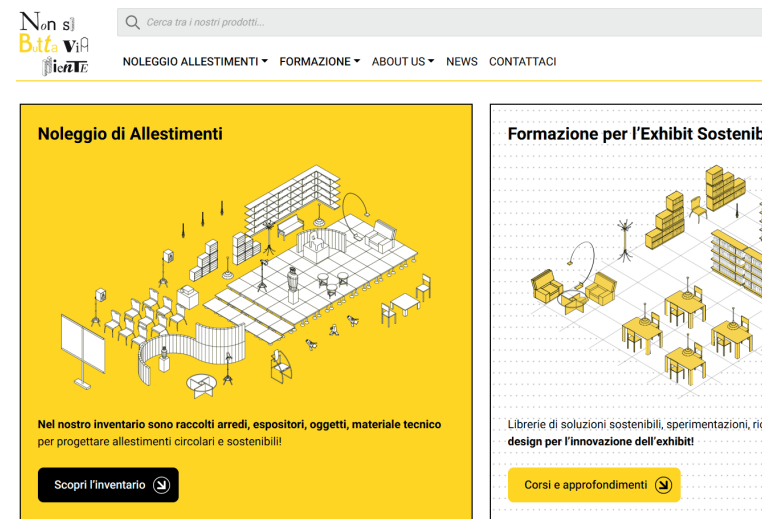 Non si
Butta Via
Niente
Cerca tra i nostri prodotti...
NOLEGGIO ALLESTIMENTI FORMAZIONE ABOUT US NEWS CONTATTACI
Noleggio di Allestimenti
Nel nostro inventario sono raccolti arredi, espositori, oggetti, materiale tecnico
per progettare allestimenti circolari e sostenibili!
Scopri l'inventario
Formazione per l'Exhibit
Librerie di soluzioni sostenibili, sperimentazioni,
design per l'innovazione dell'exhibit!
Corsi e approfondimenti